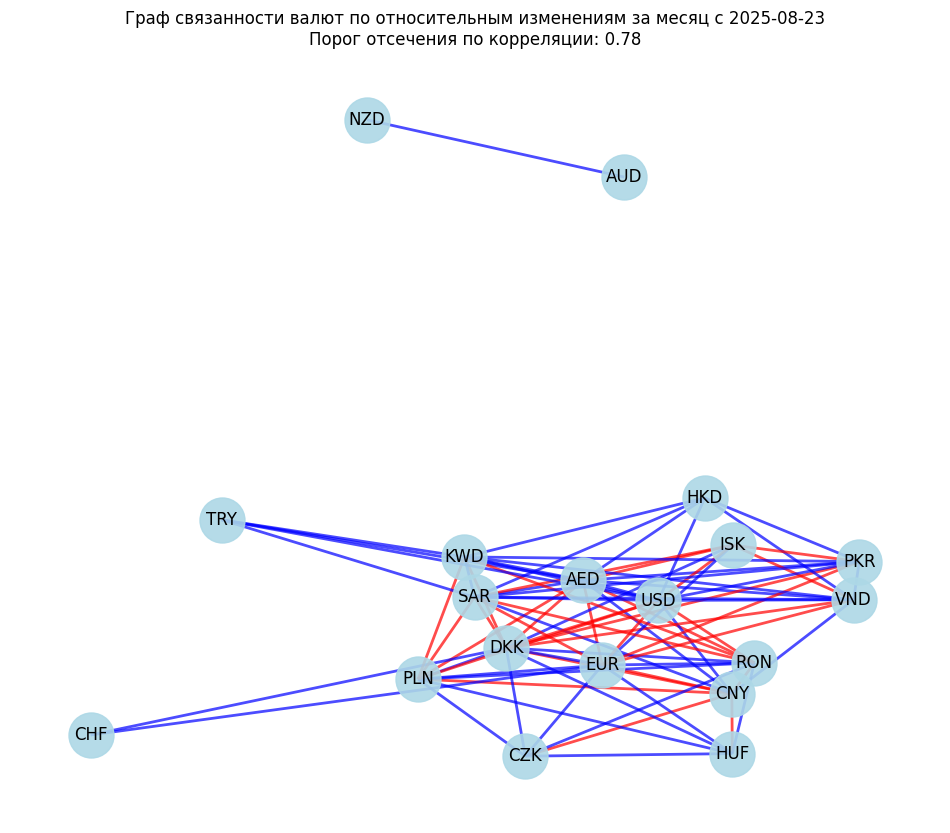 Граф связанности валют по относительным изменениям за месяц с 2025-08-23
Порог отсечения по корреляции: 0.78
NZD
AUD
HKD
TRY
ISK
KWD
PKR
AED
SAR
USD
VND
DKK
EUR
RON
PLN
CNY
CHF
CZK
HUF